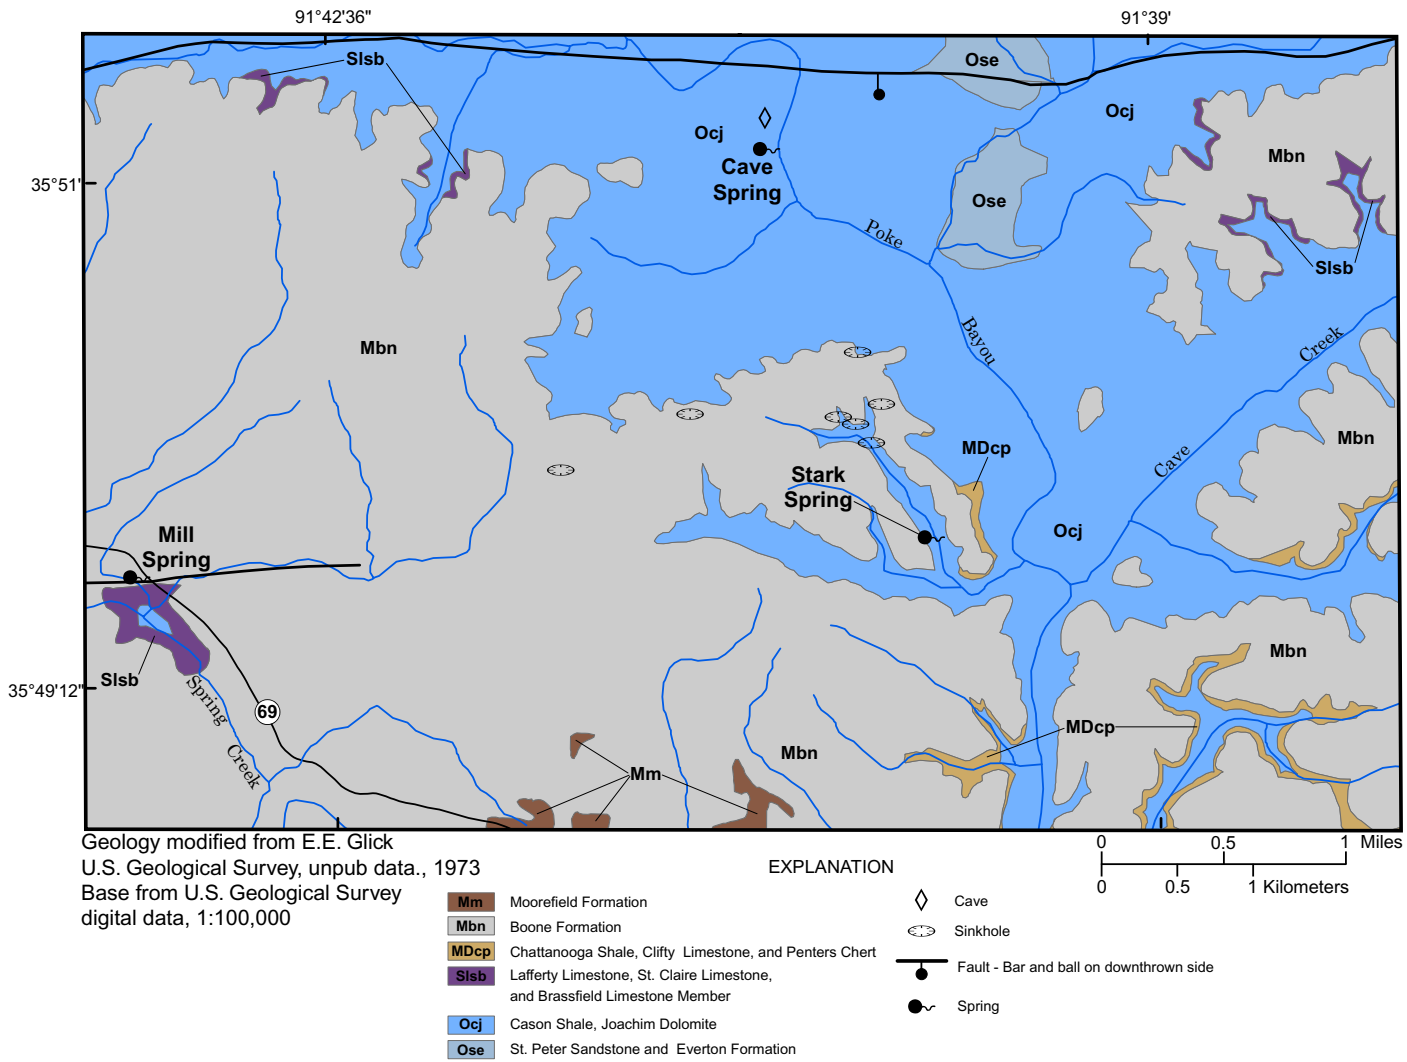 91°42'36"
91°39'
Slsb
Ose
Ocj
Ocj
Cave
Spring
Mbn
35°51"
Ose
Poke
Slsb
Mbn
Bayou
Creek
Mbn
MDcp
Cave
Stark
Spring
Mill
Spring
Ocj
Mbn
Slsb
35°49'12"
Spring
Creek
69
MDcp
Mbn
Mm
Geology modified from E.E. Glick
U.S. Geological Survey, unpub data., 1973
Base from U.S. Geological Survey
digital data, 1:100,000
0 0.5 1 Miles
0 0.5 1 Kilometers
EXPLANATION
Mm Moorefield Formation
Mbn Boone Formation
MDcp Chattanooga Shale, Clifty Limestone, and Penters Chert
Slsb Lafferty Limestone, St. Claire Limestone,
and Brassfield Limestone Member
Ocj Cason Shale, Joachim Dolomite
Ose St. Peter Sandstone and Everton Formation
Cave
Sinkhole
Fault - Bar and ball on downthrown side
Spring